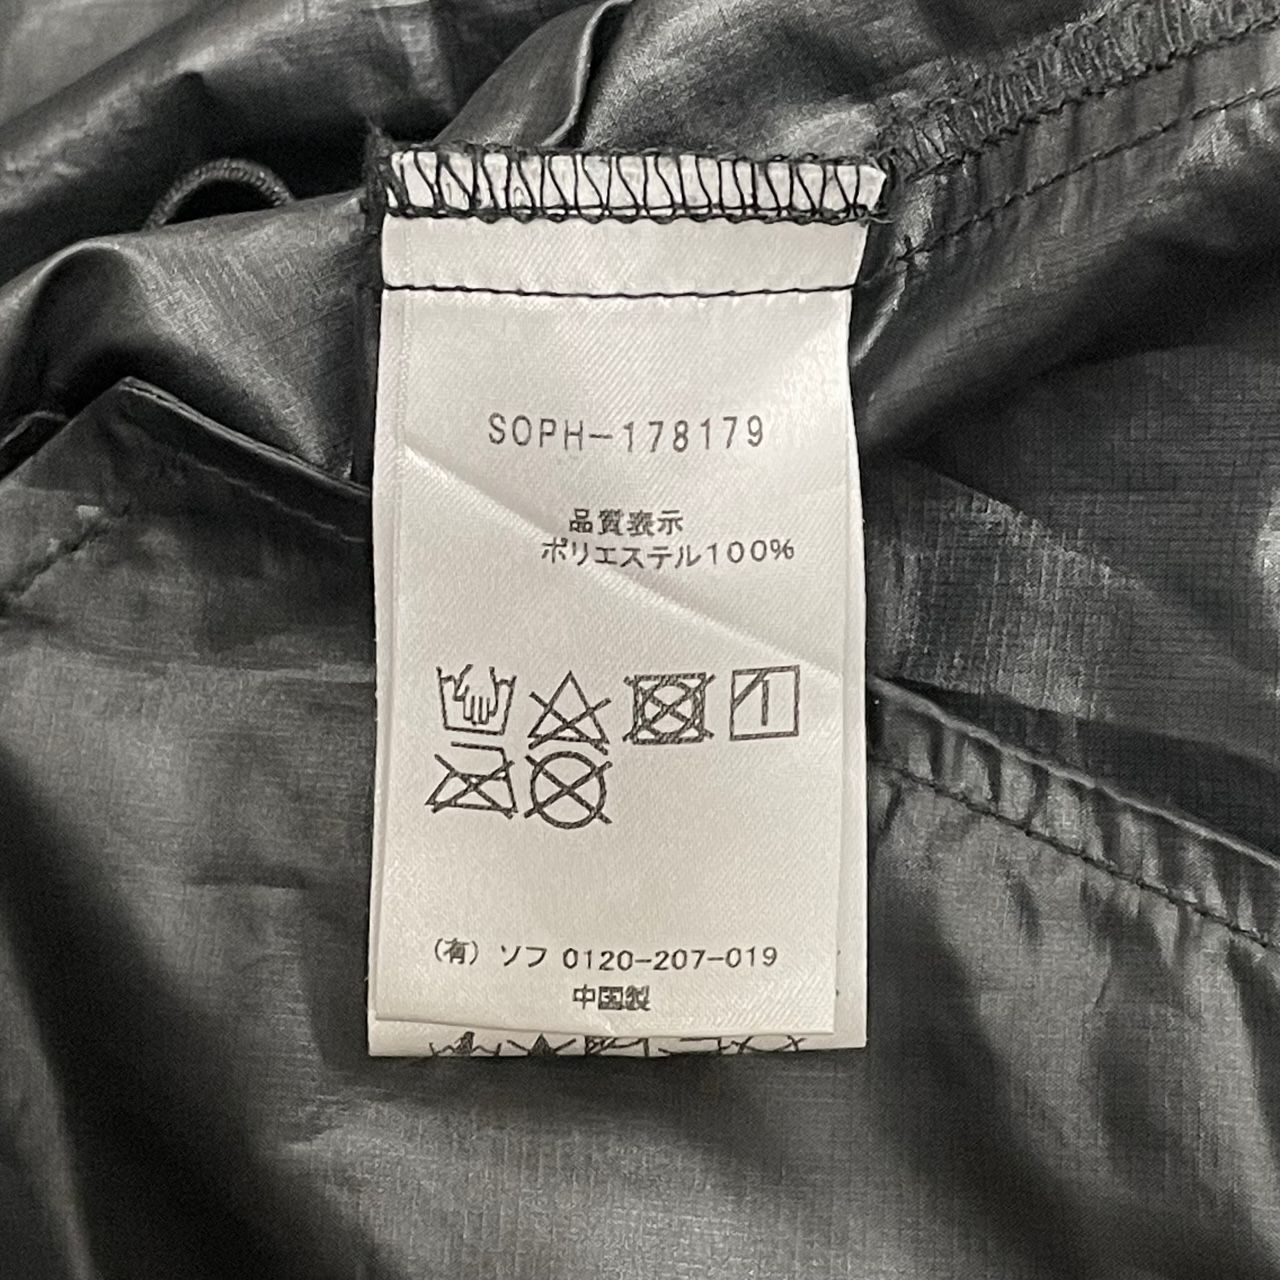 SOPH-178179
品質表示
ポリエステル100%
(有) ソフ 0120-207-019
中国製